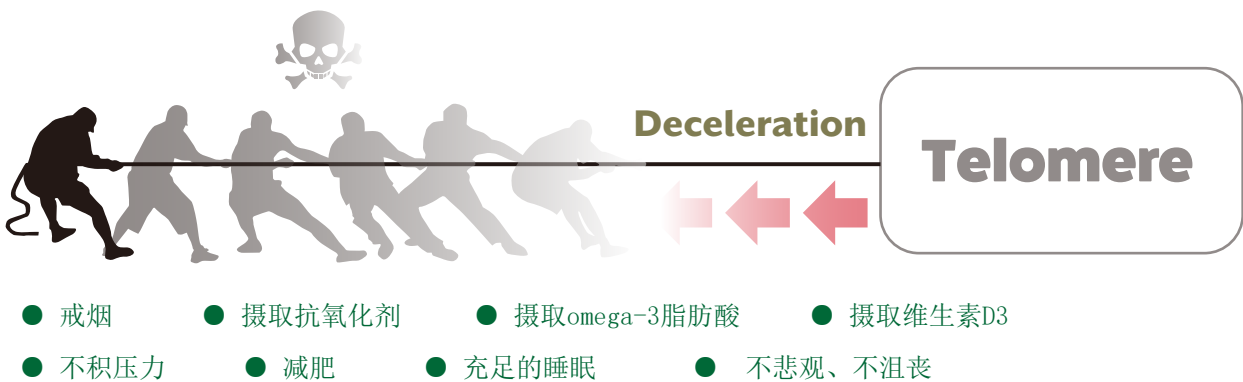 Deceleration
Telomere
● 戒烟 ● 摄取抗氧化剂 ● 摄取omega-3脂肪酸 ● 摄取维生素D3
● 不积压力 ● 减肥 ● 充足的睡眠 ● 不悲观、不沮丧